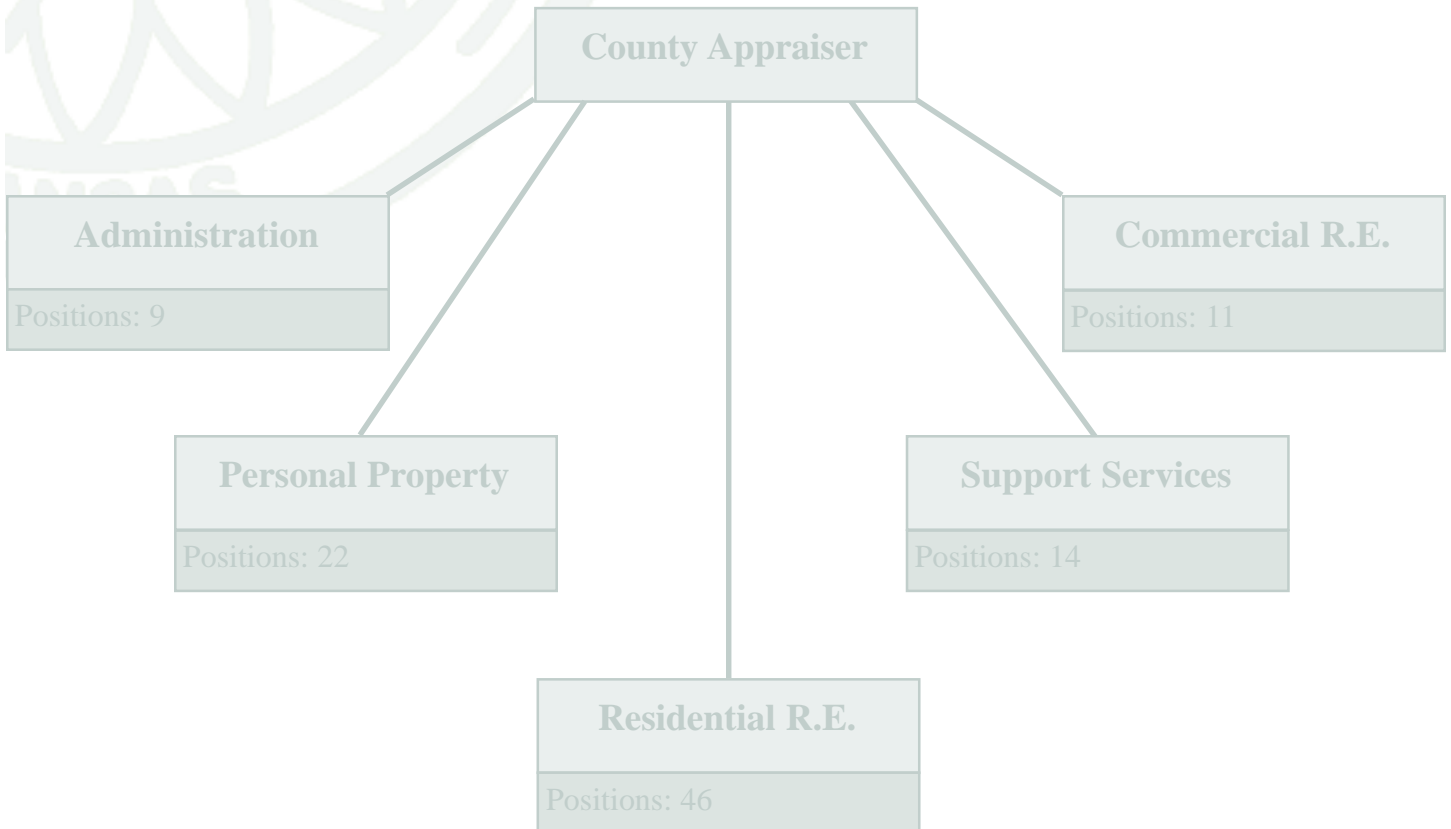 County Appraiser
Administration
Positions: 9
Commercial R.E.
Positions: 11
Personal Property
Positions: 22
Support Services
Positions: 14
Residential R.E.
Positions: 46